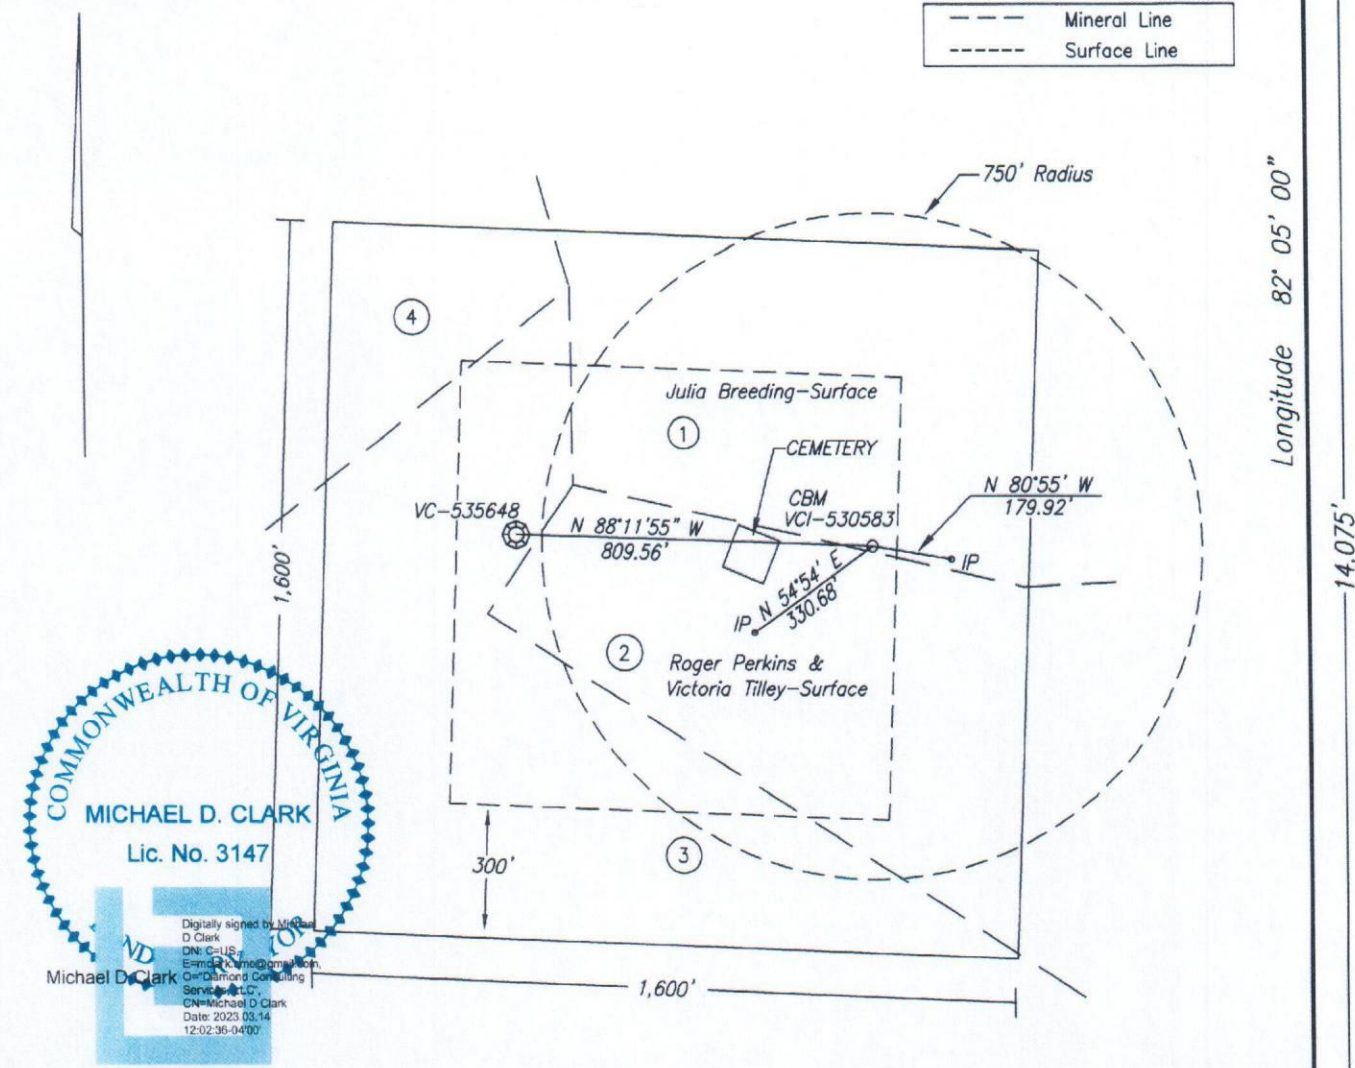 Mineral Line
Surface Line
750' Radius
Longitude 82° 05' 00"
4
Julia Breeding-Surface
1
CEMETERY
N 80°55' W
179.92'
CBM
VCI-530583
VC-535648
N 88°11'55" W
809.56'
IP
N 54°54' E
330.68'
IP
1,600'
14,075'
2
Roger Perkins &
Victoria Tilley-Surface
COMMONWEALTH OF VIRGINIA
MICHAEL D. CLARK
Lic. No. 3147
300'
3
Digitally signed by Michael
D Clark
DN: C=US,
Michael D Clark
CN=Michael D Clark
Date: 2023.03.14
12:02:36-04'00'
1,600'